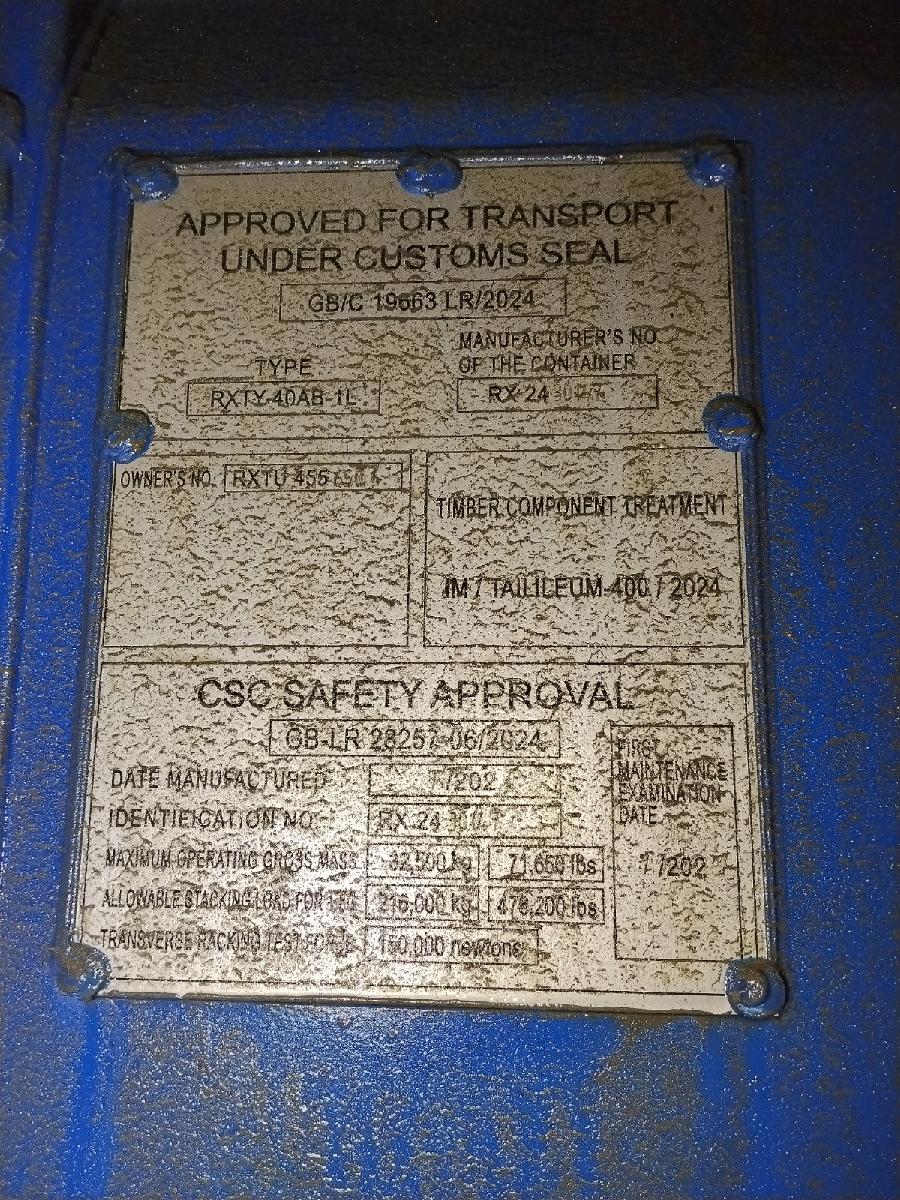 APPROVED FOR TRANSPORT
UNDER CUSTOMS SEAL
GB/C 19663 LR/2024
MANUFACTURER'S NO.
OF THE CONTAINER
TYPE
RXTY-40AB-1L
RX-24
OWNER'S NO. RXTU 455
TIMBER COMPONENT TREATMENT
IM / TAILILEUM-400 / 2024
CSC SAFETY APPROVAL
GB-LR 28257-06/2024
DATE MANUFACTURED /202
IDENTIFICATION NO. RX-24
MAXIMUM OPERATING GROSS MASS 32,500 kg 71,650 lbs
ALLOWABLE STACKING LOAD FOR 1.8G 216,000 kg 476,200 lbs
TRANSVERSE RACKING TEST FORCE 150,000 newtons
FIRST
MAINTENANCE
EXAMINATION
DATE
/202